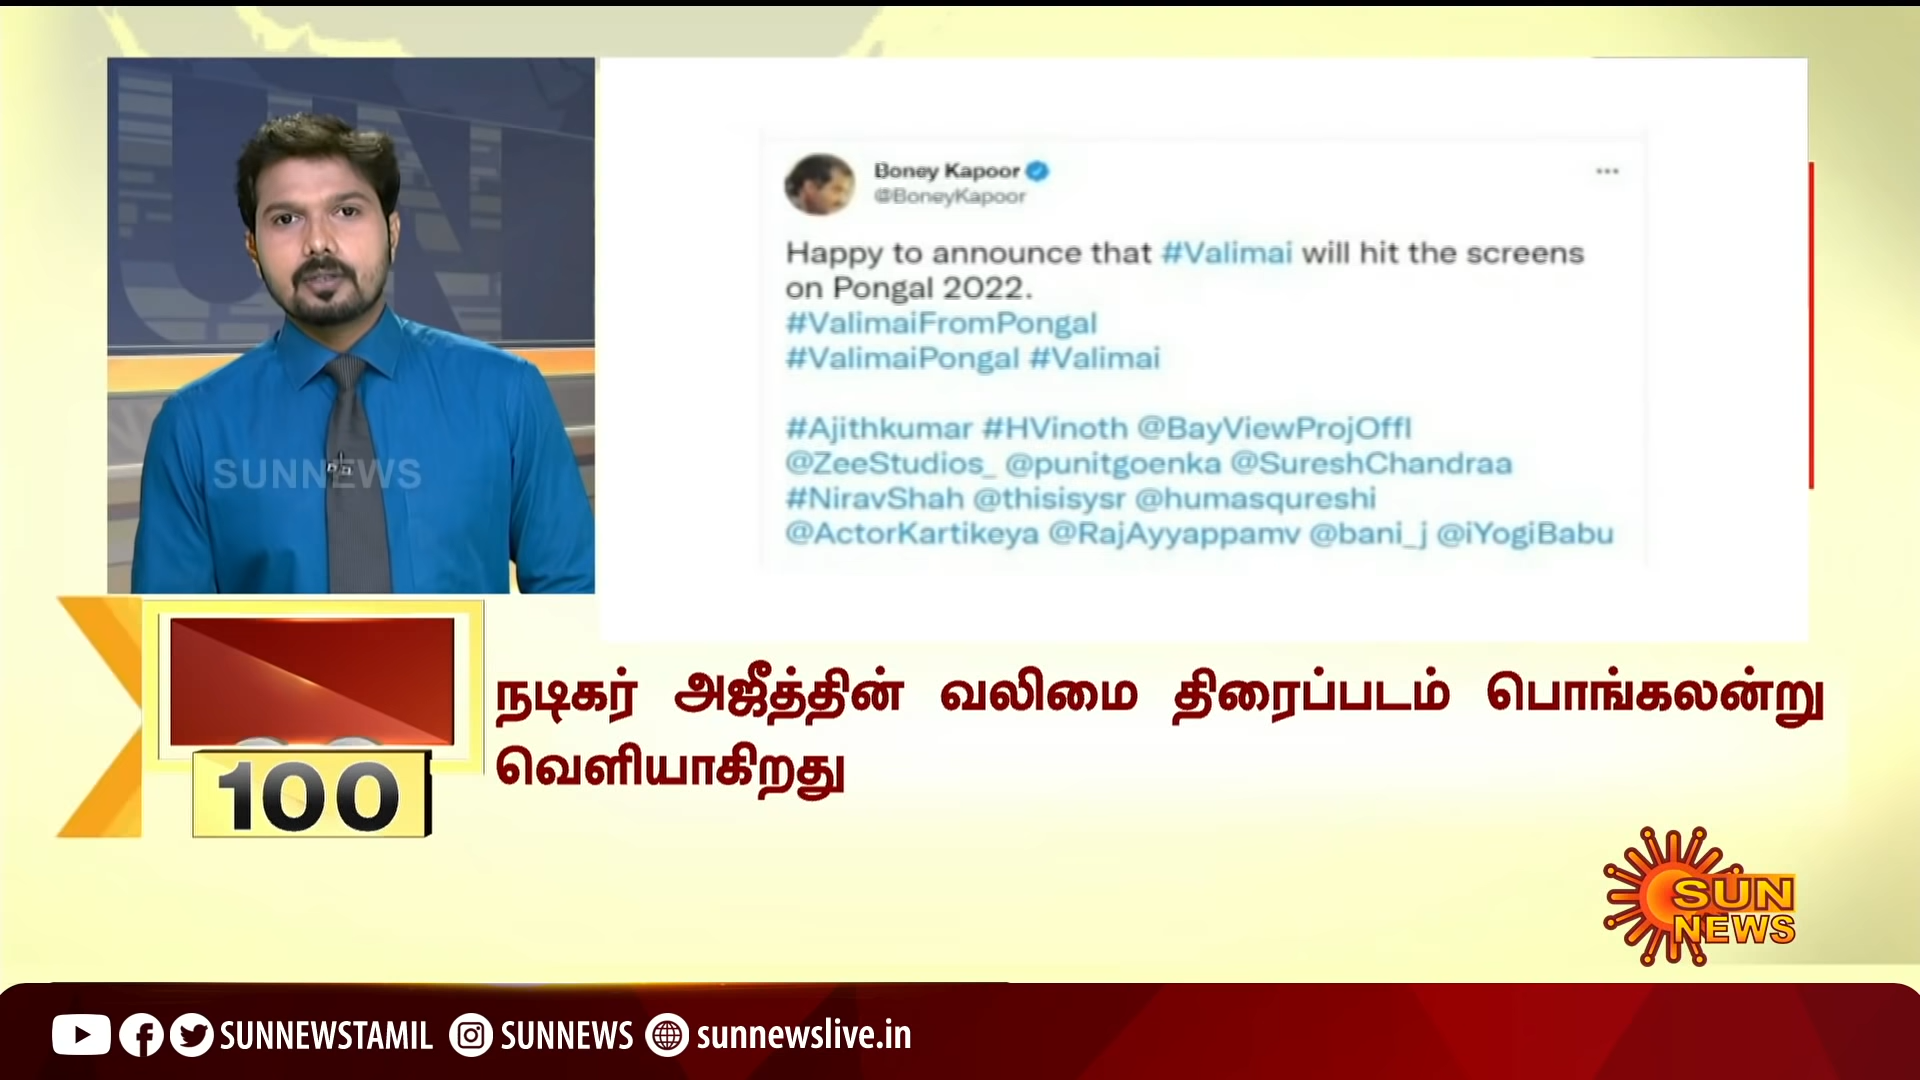 SUNNEWS
Boney Kapoor
@BoneyKapoor
Happy to announce that #Valimai will hit the screens
on Pongal 2022.
#ValimaiFromPongal
#ValimaiPongal #Valimai
#Ajithkumar #HVinoth @BayViewProjOffl
@ZeeStudios_ @punitgoenka @SureshChandraa
#NiravShah @thisisysr @humasqureshi
@ActorKartikeya @RajAyyappamv @bani_j @iYogiBabu
நடிகர் அஜீத்தின் வலிமை திரைப்படம் பொங்கலன்று
வெளியாகிறது
100
SUN
NEWS
SUNNEWSTAMIL SUNNEWS sunnewslive.in